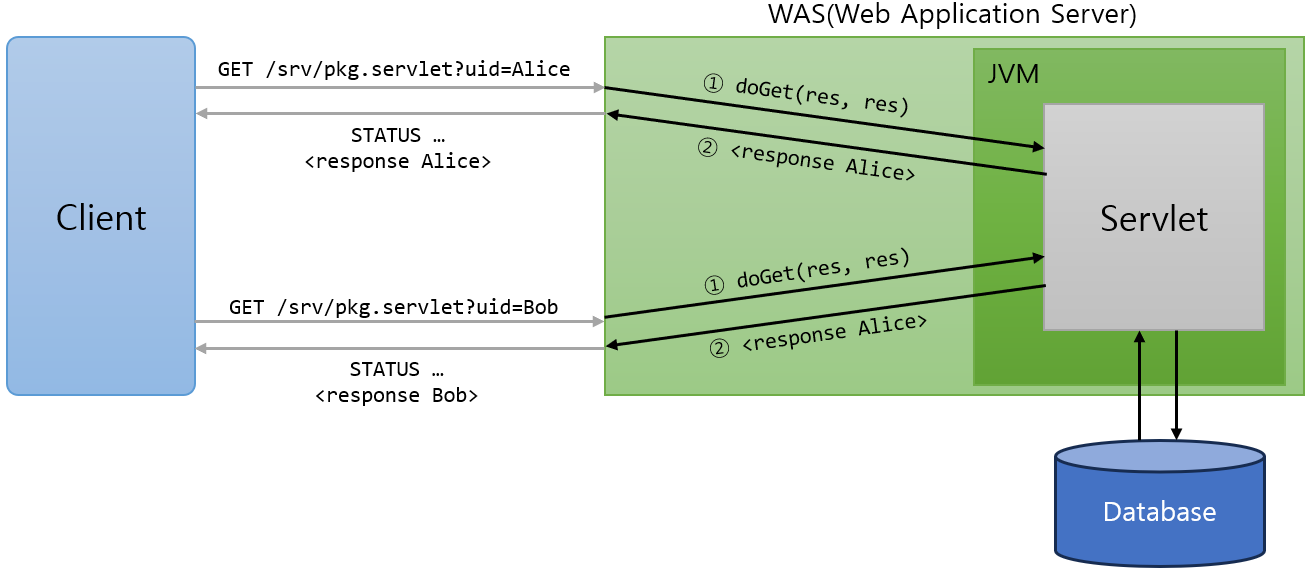 WAS(Web Application Server)
Client
GET /srv/pkg.servlet?uid=Alice
STATUS …
<response Alice>
GET /srv/pkg.servlet?uid=Bob
STATUS …
<response Bob>
① doGet(res, res)
② <response Alice>
① doGet(res, res)
② <response Alice>
JVM
Servlet
Database